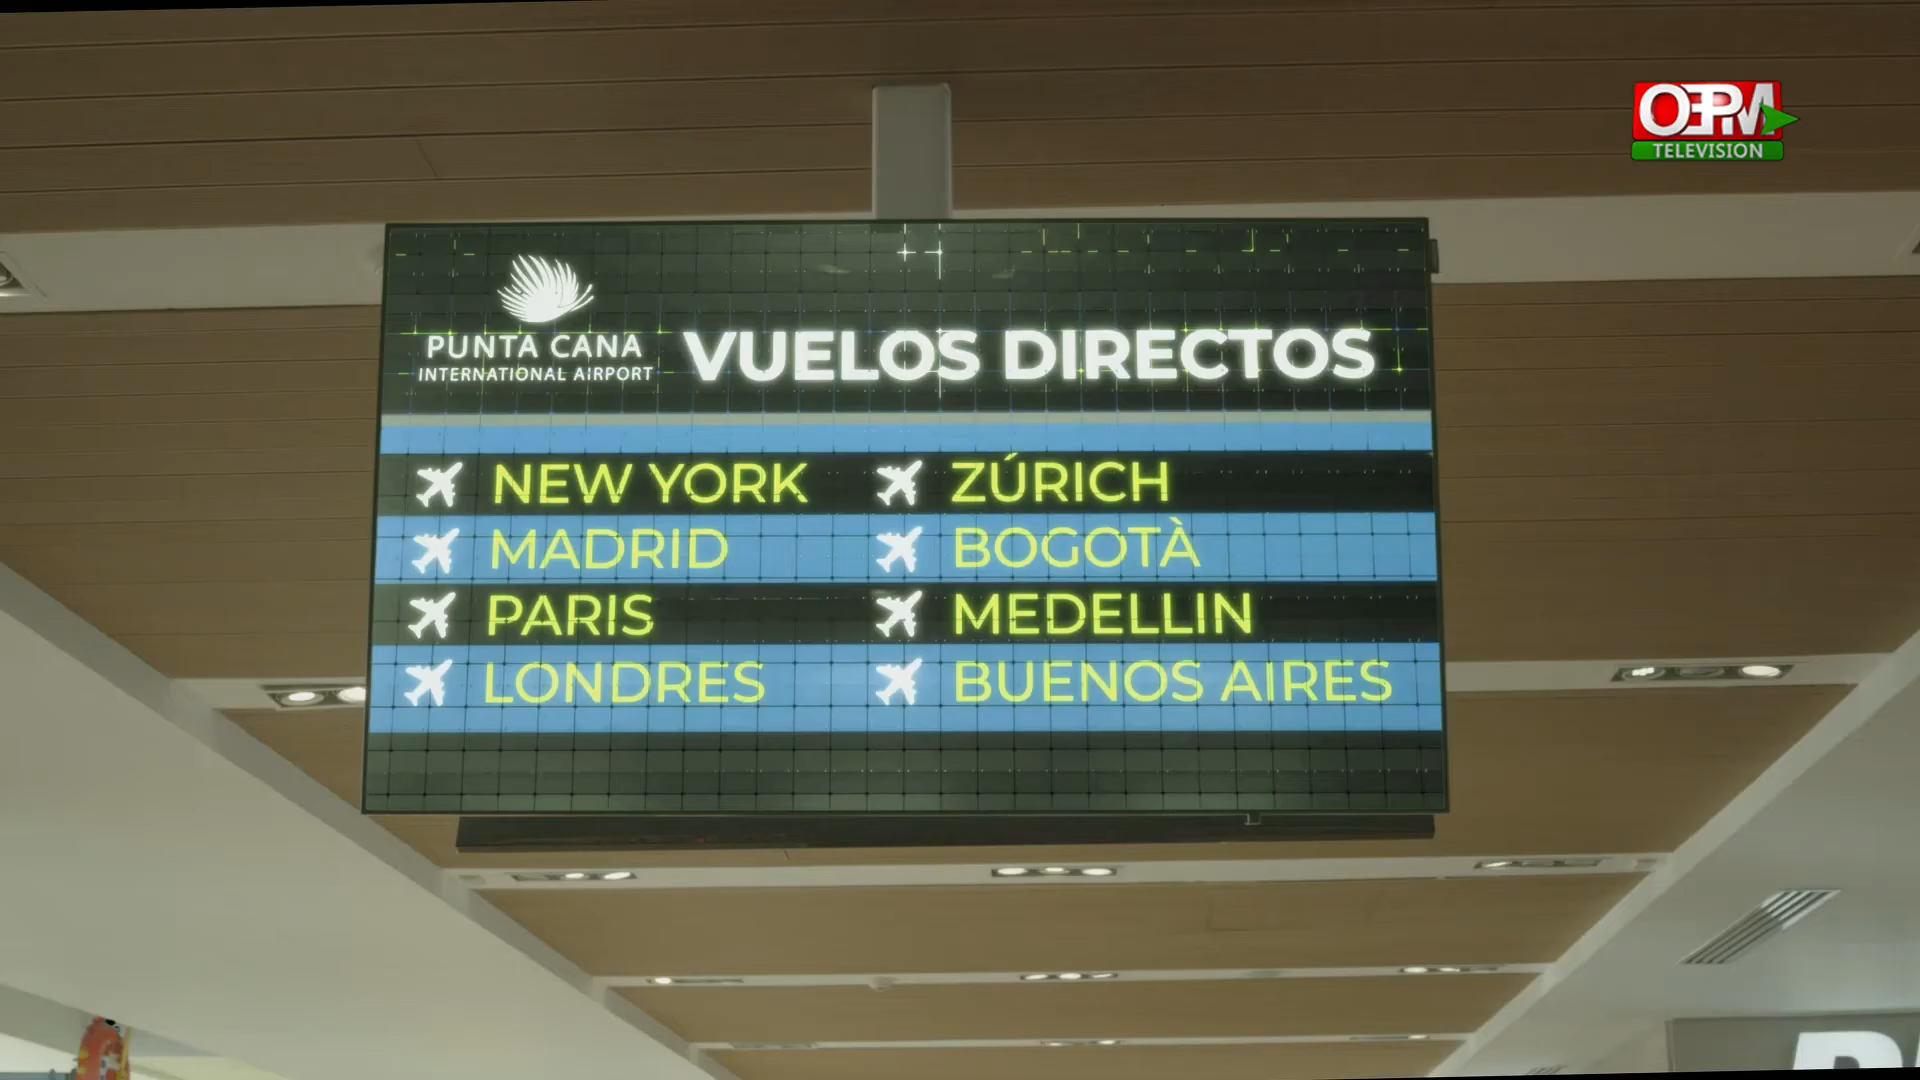 OEPM
TELEVISION
PUNTA CANA
INTERNATIONAL AIRPORT
VUELOS DIRECTOS
NEW YORK
ZÚRICH
MADRID
BOGOTÀ
PARIS
MEDELLIN
LONDRES
BUENOS AIRES